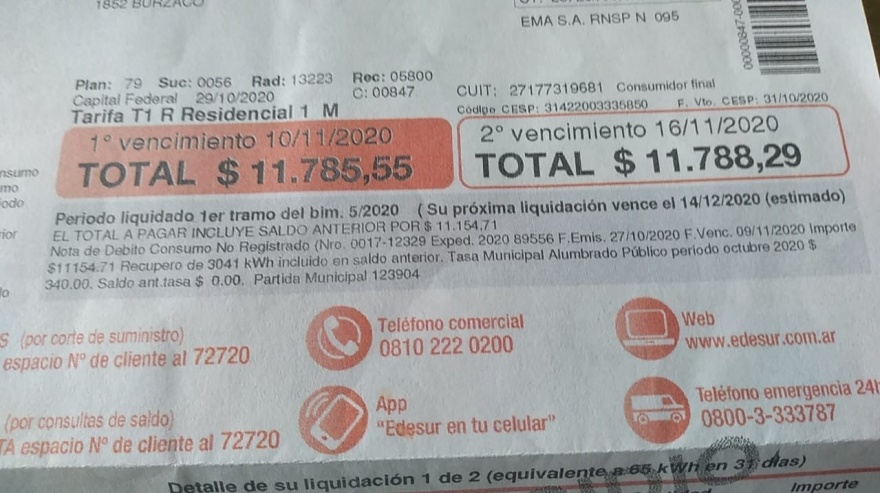 1852 BURZACO
EMA S.A. RNSP N 095
00000847-00
Plan: 79 Suc: 0056 Rad: 13223 Rec: 05800
Capital Federal 29/10/2020 C: 00847
Tarifa T1 R Residencial 1 M
CUIT: 27177319681 Consumidor final
Código CESP: 31422003335850 F. Vto. CESP: 31/10/2020
1° vencimiento 10/11/2020
TOTAL $ 11.785,55
2° vencimiento 16/11/2020
TOTAL $ 11.788,29
Periodo liquidado 1er tramo del bim. 5/2020 ( Su próxima liquidación vence el 14/12/2020 (estimado)
EL TOTAL A PAGAR INCLUYE SALDO ANTERIOR POR $ 11.154,71
Nota de Debito Consumo No Registrado (Nro. 0017-12329 Exped. 2020 89556 F.Emis. 27/10/2020 F.Venc. 09/11/2020 Importe
$11154.71 Recupero de 3041 kWh incluido en saldo anterior. Tasa Municipal Alumbrado Público periodo octubre 2020 $
340.00. Saldo ant.tasa $ 0.00. Partida Municipal 123904
S (por corte de suministro)
espacio Nº de cliente al 72720
Teléfono comercial
0810 222 0200
Web
www.edesur.com.ar
(por consultas de saldo)
TA espacio Nº de cliente al 72720
App
"Edesur en tu celular"
Teléfono emergencia 24h
0800-3-333787
Detalle de su liquidación 1 de 2 (equivalente a 65 kWh en 31 días)
Importe